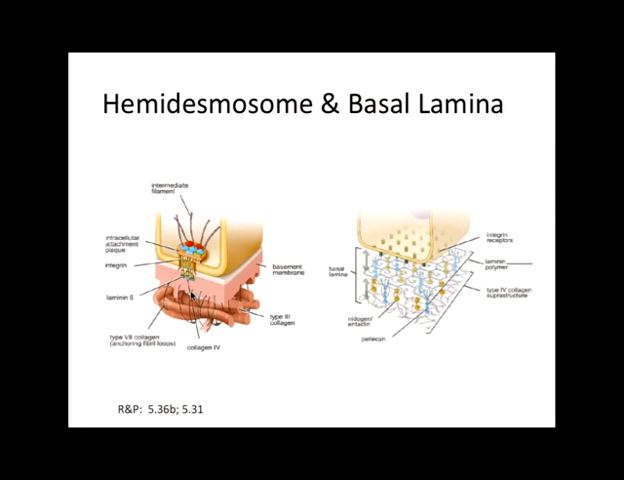 Hemidesmosome & Basal Lamina
intermediate
filament
intracellular
attachment
plaque
integrin
laminin 5
type VII collagen
(anchoring fibril loops)
collagen IV
basement
membrane
type III
collagen
integrin
receptors
basal
lamina
laminin
polymer
type IV collagen
suprastructure
nidogen/
entactin
perlecan
R&P: 5.36b; 5.31